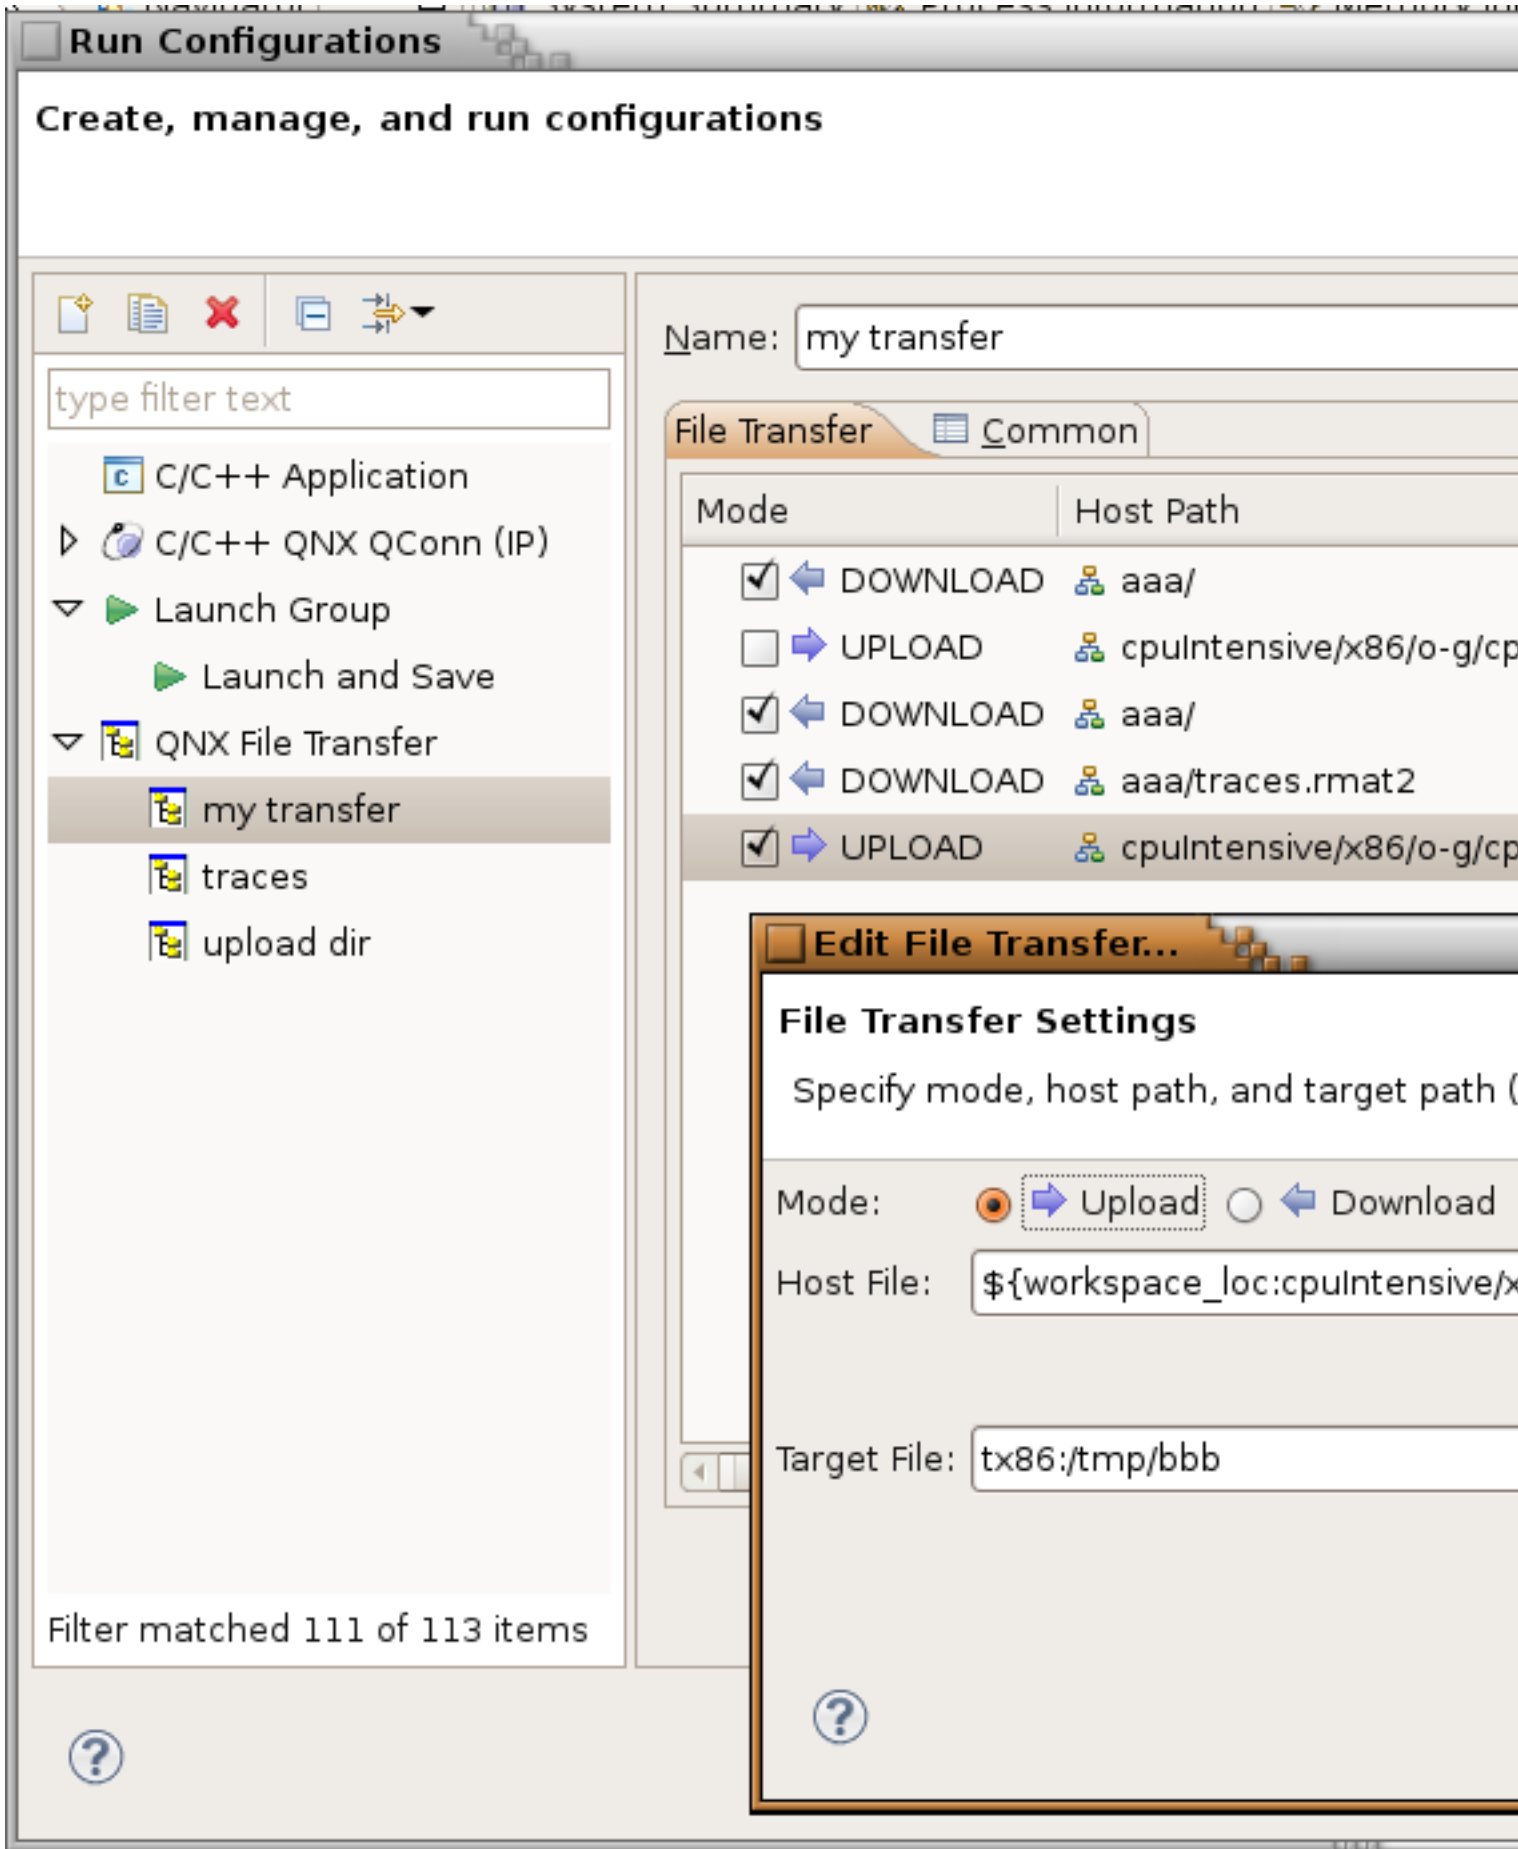 Run Configurations
Create, manage, and run configurations
Name: my transfer
type filter text
File Transfer Common
C/C++ Application
Mode Host Path
C/C++ QNX QConn (IP)
DOWNLOAD aaa/
Launch Group
UPLOAD cpuIntensive/x86/o-g/cp
Launch and Save
DOWNLOAD aaa/
QNX File Transfer
DOWNLOAD aaa/traces.rmat2
my transfer
UPLOAD cpuIntensive/x86/o-g/cp
traces
upload dir
Edit File Transfer...
File Transfer Settings
Specify mode, host path, and target path (
Mode: Upload Download
Host File: ${workspace_loc:cpuIntensive/x
Target File: tx86:/tmp/bbb
Filter matched 111 of 113 items